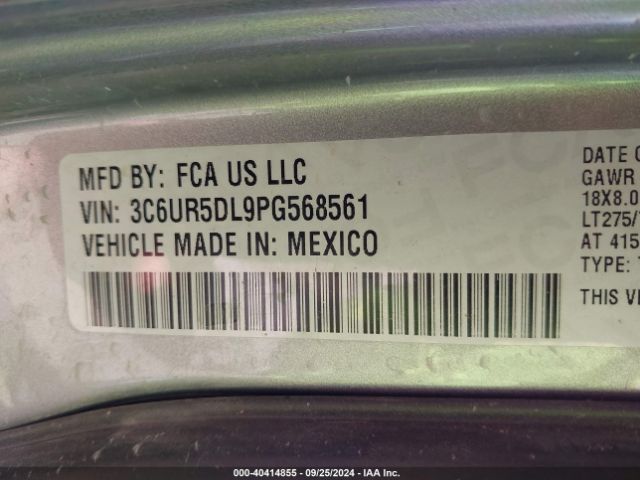 MFD BY: FCA US LLC
VIN: 3C6UR5DL9PG568561
VEHICLE MADE IN: MEXICO
DATE O
GAWR
18X8.0
LT275/
AT 415
TYPE:
THIS VE
000-40414855 - 09/25/2024 - IAA Inc.